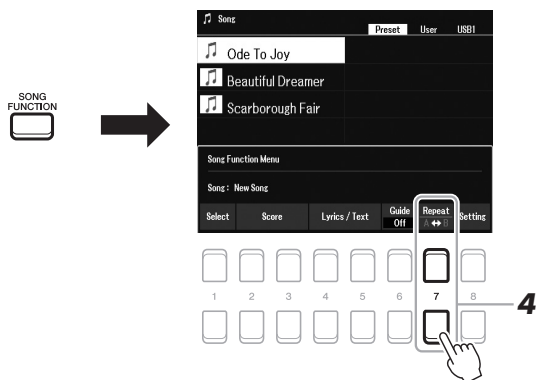 Song
Preset User USB1
Ode To Joy
Beautiful Dreamer
Scarborough Fair
SONG
FUNCTION
Song Function Menu
Song : New Song
Select Score Lyrics / Text Guide Off Repeat A ↔ B Setting
1 2 3 4 5 6 7 8
4